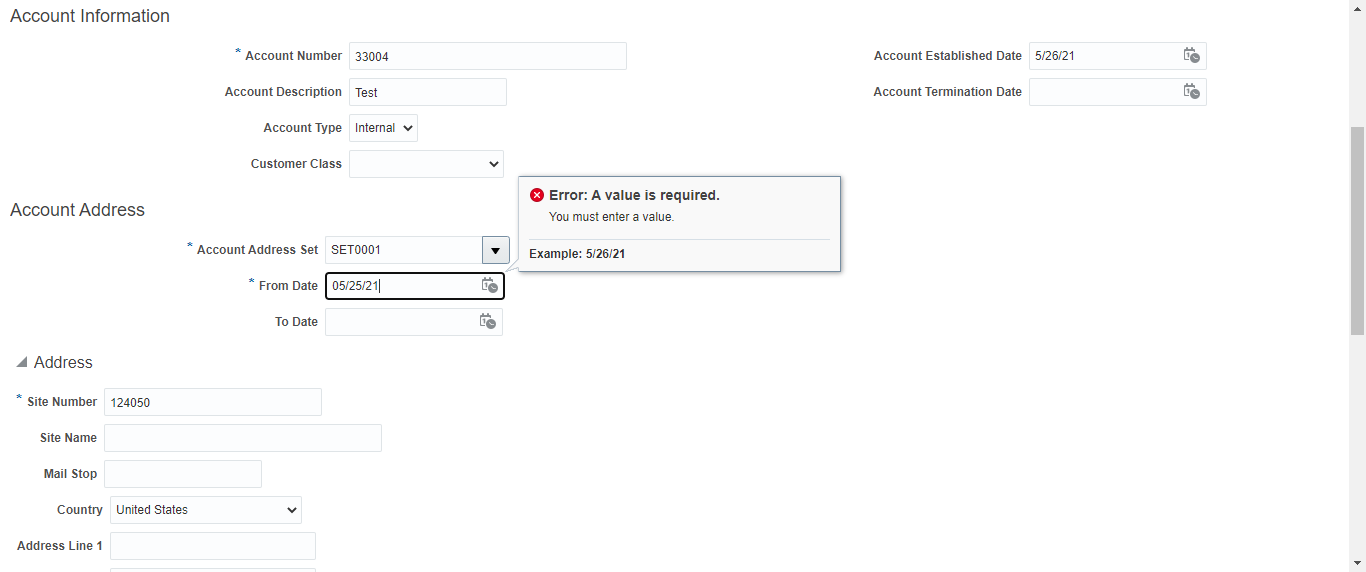 Account Information
* Account Number 33004
Account Established Date 5/26/21
Account Description Test
Account Termination Date
Account Type Internal
Customer Class
Error: A value is required.
You must enter a value.
Example: 5/26/21
Account Address
* Account Address Set SET0001
* From Date 05/25/21
To Date
Address
* Site Number 124050
Site Name
Mail Stop
Country United States
Address Line 1